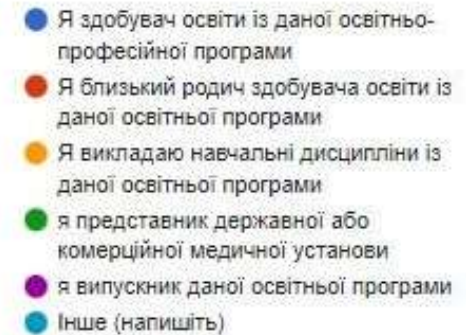 Я здобувач освіти із даної освітньо-
професійної програми
Я близький родич здобувача освіти із
даної освітньої програми
Я викладаю навчальні дисципліни із
даної освітньої програми
я представник державної або
комерційної медичної установи
я випускник даної освітньої програми
Інше (напишіть)